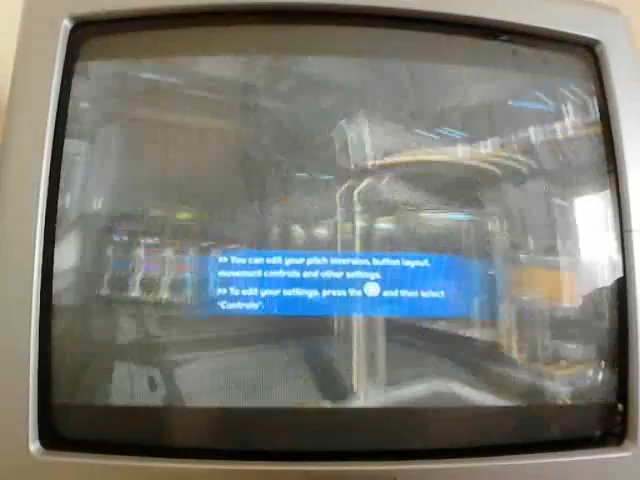 >> You can edit your pitch inversion, button layout,
movement controls and other settings.
>> To edit your settings, press the and then select
"Controls".